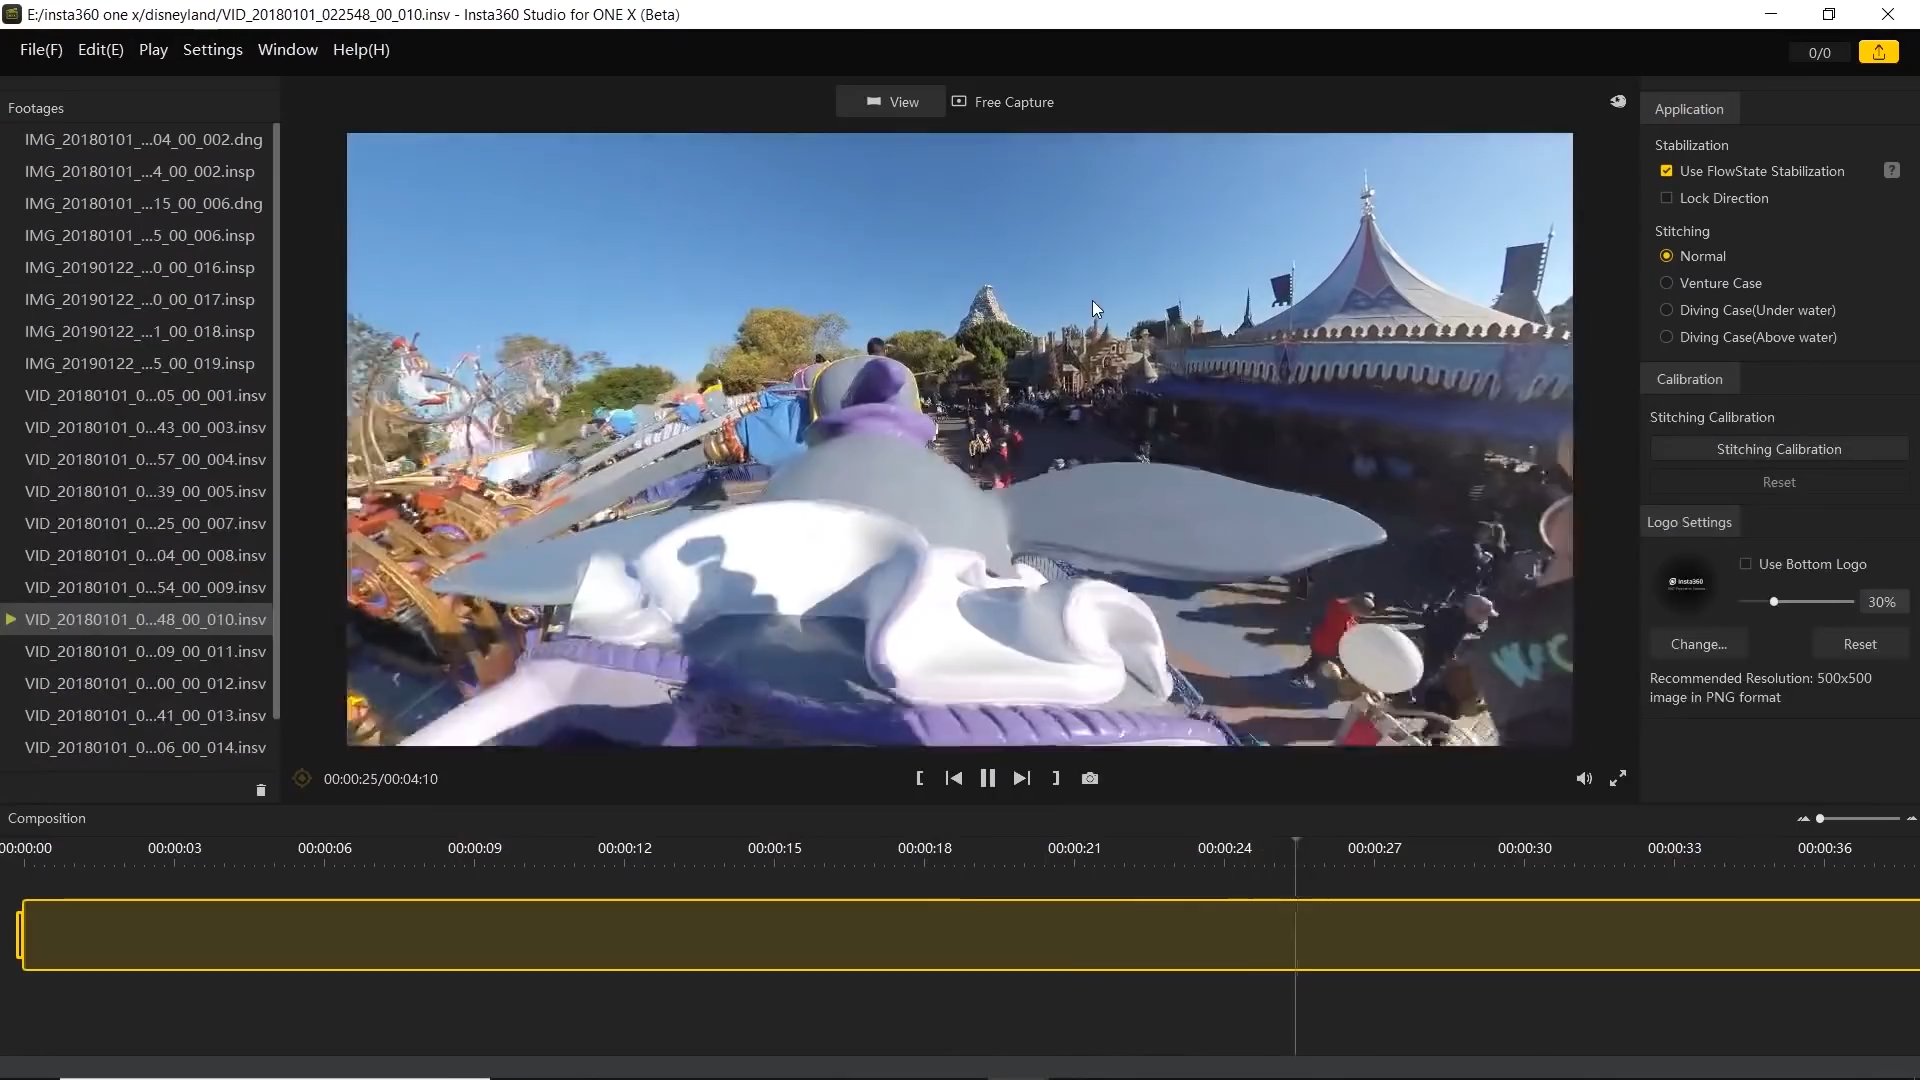 E:/insta360 one x/disneyland/VID_20180101_022548_00_010.insv - Insta360 Studio for ONE X (Beta)
File(F) Edit(E) Play Settings Window Help(H)
0/0
Footages
View
Free Capture
IMG_20180101_...04_00_002.dng
IMG_20180101_...4_00_002.insp
IMG_20180101_...15_00_006.dng
IMG_20180101_...5_00_006.insp
IMG_20190122_...0_00_016.insp
IMG_20190122_...0_00_017.insp
IMG_20190122_...1_00_018.insp
IMG_20190122_...5_00_019.insp
VID_20180101_0...05_00_001.insv
VID_20180101_0...43_00_003.insv
VID_20180101_0...57_00_004.insv
VID_20180101_0...39_00_005.insv
VID_20180101_0...25_00_007.insv
VID_20180101_0...04_00_008.insv
VID_20180101_0...54_00_009.insv
VID_20180101_0...48_00_010.insv
VID_20180101_0...09_00_011.insv
VID_20180101_0...00_00_012.insv
VID_20180101_0...41_00_013.insv
VID_20180101_0...06_00_014.insv
Application
Stabilization
Use FlowState Stabilization
?
Lock Direction
Stitching
Normal
Venture Case
Diving Case(Under water)
Diving Case(Above water)
Calibration
Stitching Calibration
Stitching Calibration
Reset
Logo Settings
Insta360
Use Bottom Logo
30%
Change...
Reset
Recommended Resolution: 500x500
image in PNG format
00:00:25/00:04:10
Composition
00:00:00 00:00:03 00:00:06 00:00:09 00:00:12 00:00:15 00:00:18 00:00:21 00:00:24 00:00:27 00:00:30 00:00:33 00:00:36